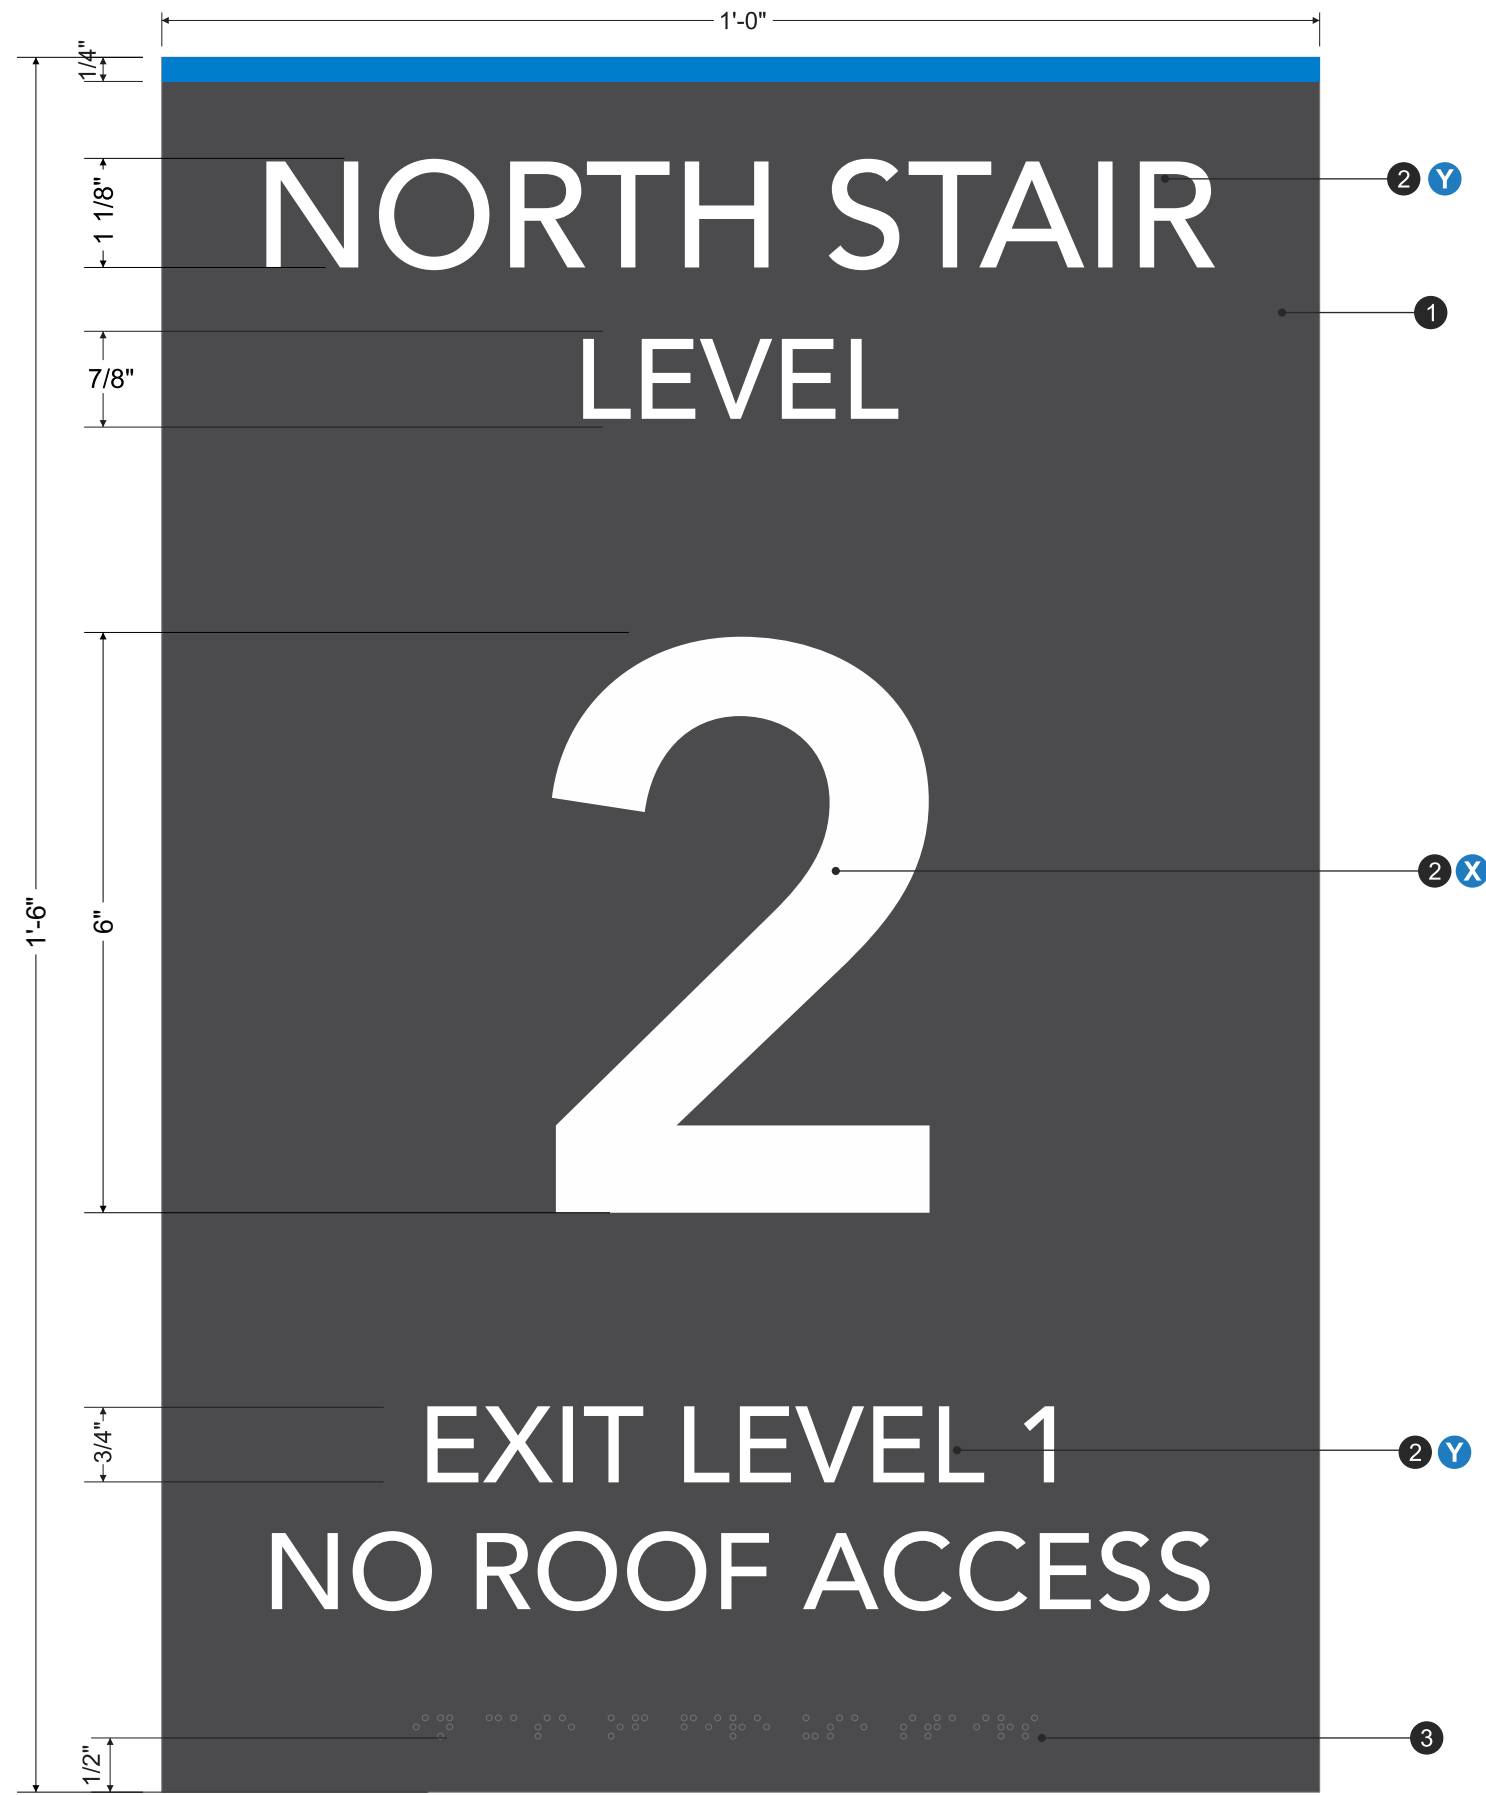 1'-0"
1/4"
NORTH STAIR
1 1/8"
2 Y
1
LEVEL
7/8"
2
2 X
6"
1'-6"
EXIT LEVEL 1
3/4"
2 Y
NO ROOF ACCESS
3
1/2"